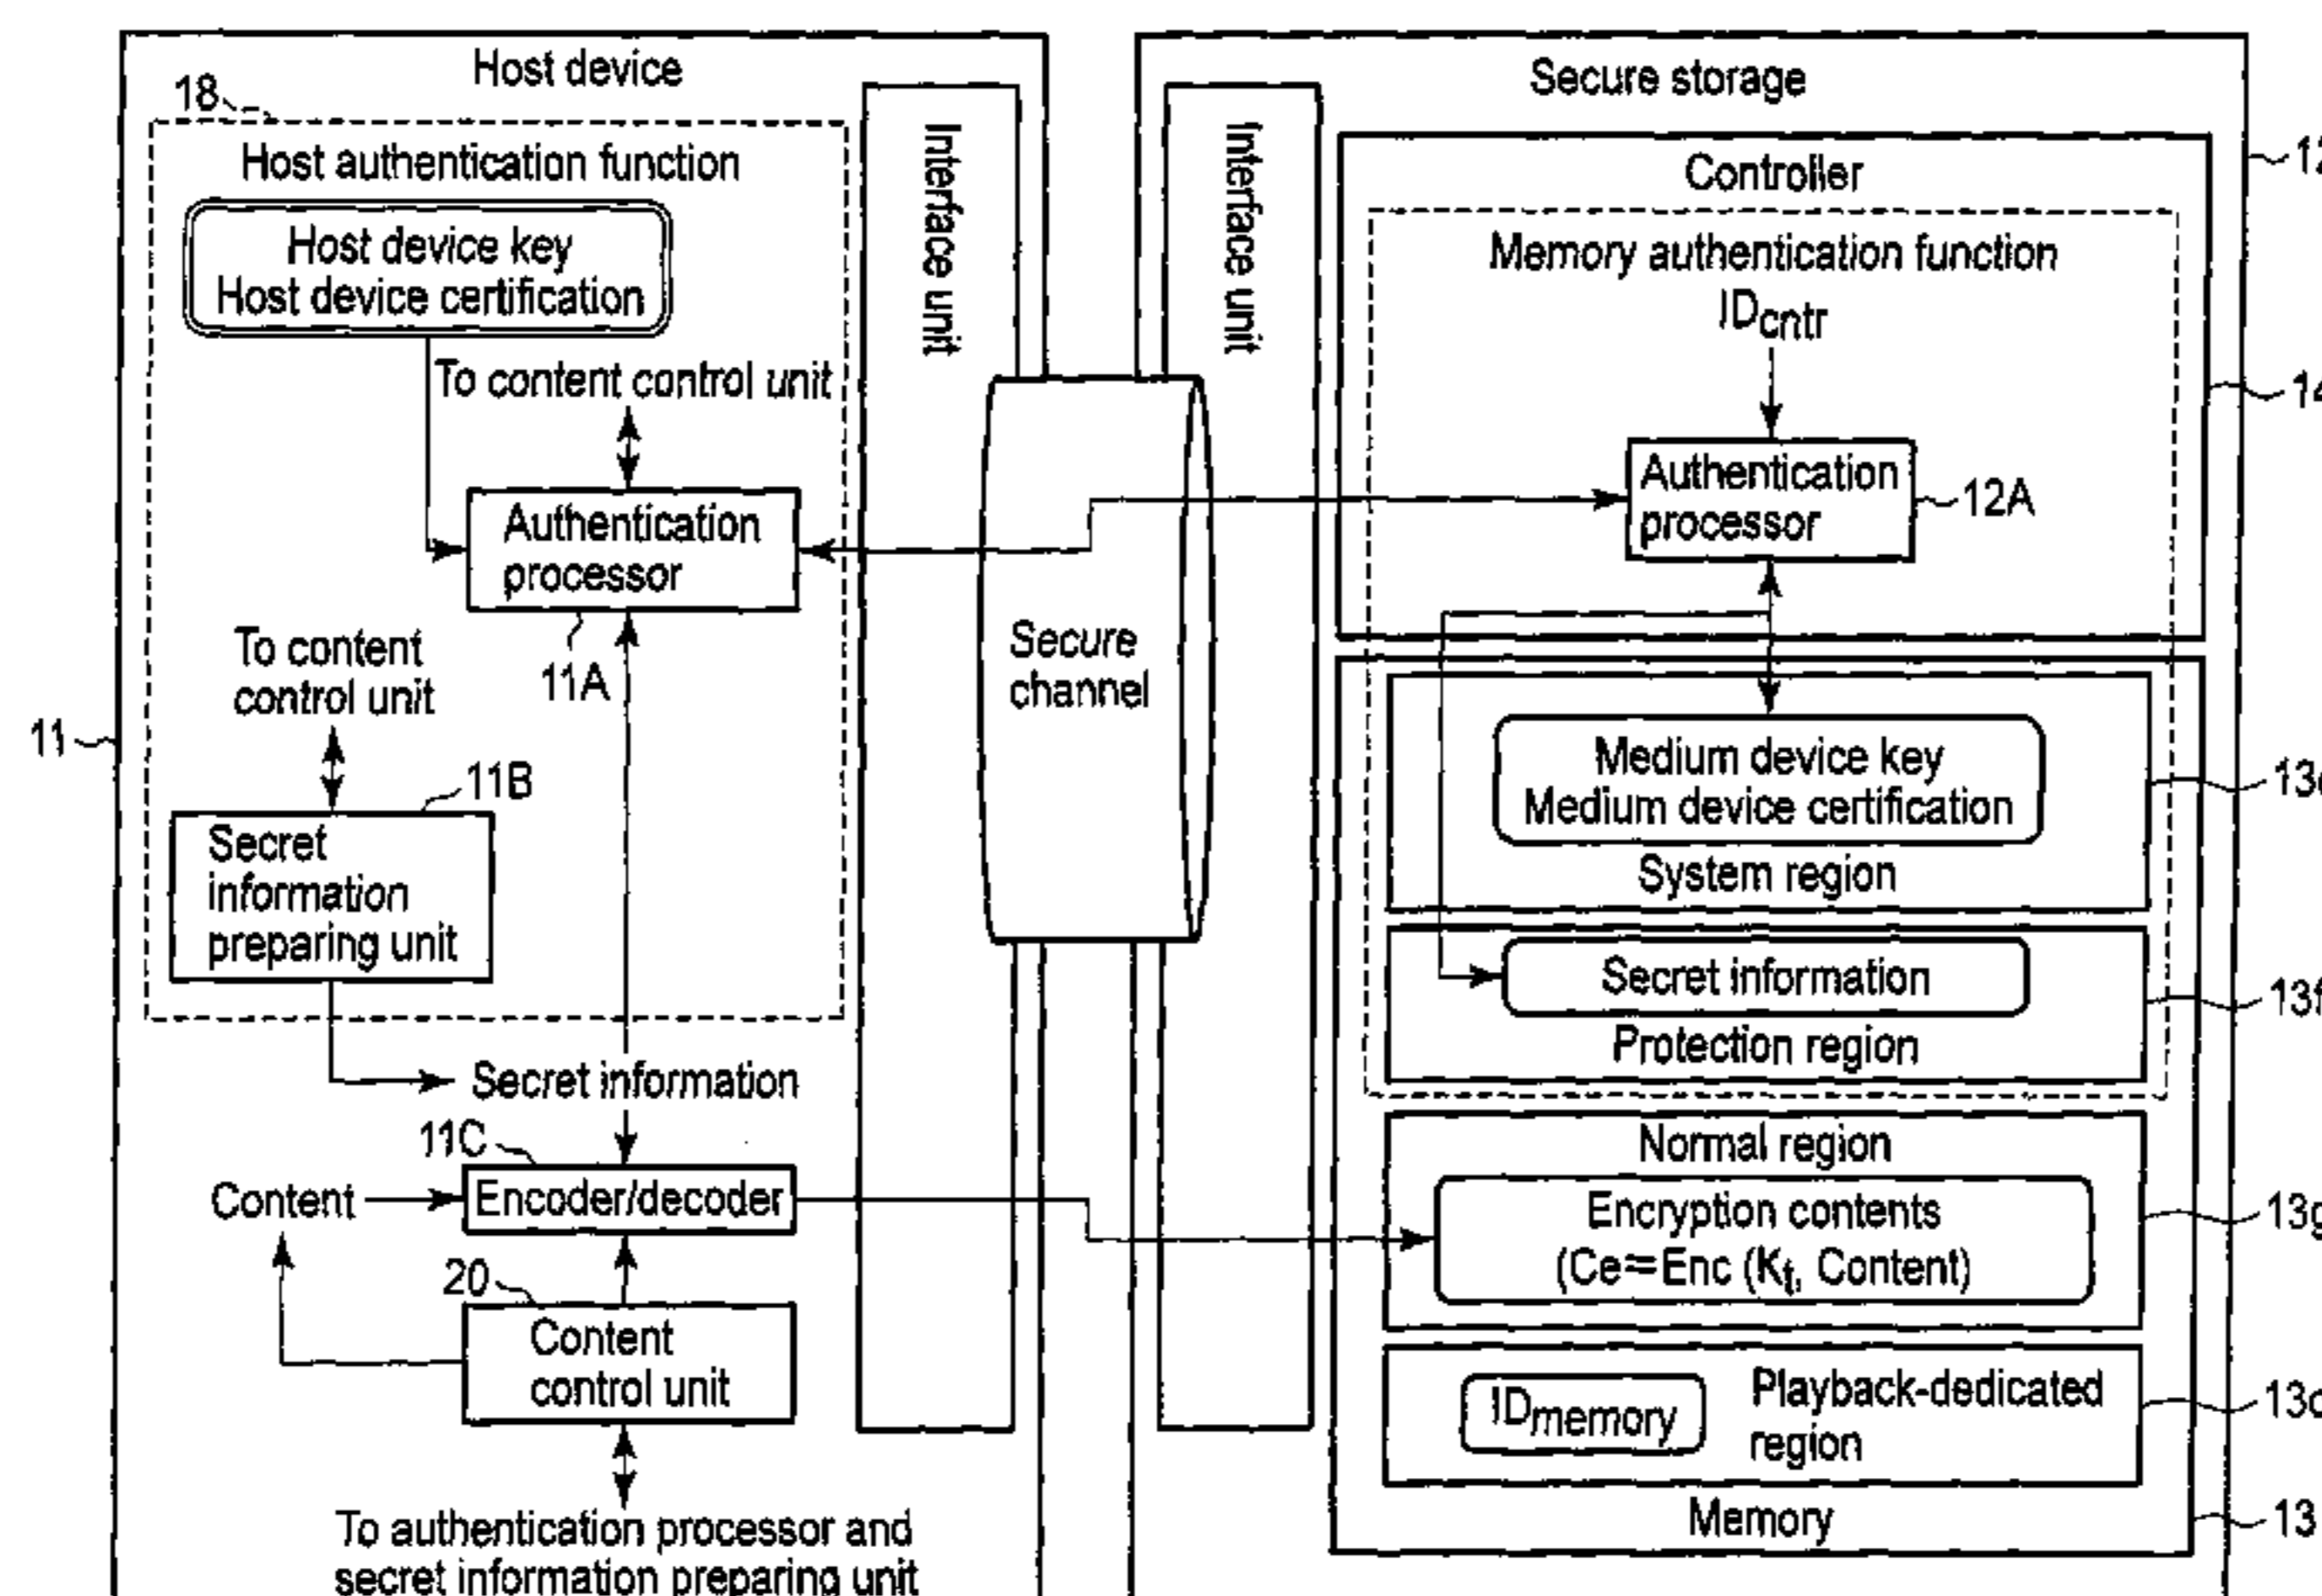 Host device
18
Host authentication function
Host device key
Host device certification
To content control unit
Authentication
processor
11A
To content
control unit
11
11B
Secret
information
preparing unit
Secret information
11C
Content
Encoder/decoder
20
Content
control unit
To authentication processor and
secret information preparing unit
Interface unit
Secure
channel
Interface unit
Secure storage
12
Controller
Memory authentication function
IDcntr
14
Authentication
processor
12A
Medium device key
Medium device certification
System region
Secret information
13f
Protection region
Normal region
Encryption contents
(Ce=Enc (Kt, Content)
13g
IDmemory
Playback-dedicated
region
Memory
13